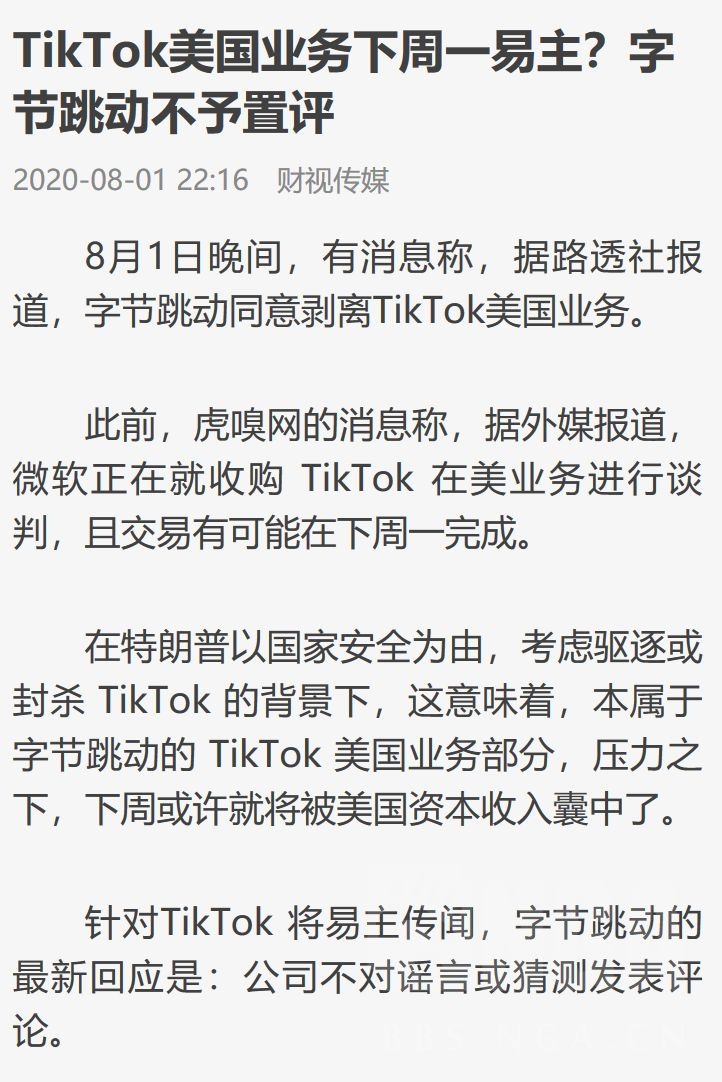 TikTok美国业务下周一易主？字
节跳动不予置评
2020-08-01 22:16 财视传媒
8月1日晚间，有消息称，据路透社报
道，字节跳动同意剥离TikTok美国业务。
此前，虎嗅网的消息称，据外媒报道，
微软正在就收购 TikTok 在美业务进行谈
判，且交易有可能在下周一完成。
在特朗普以国家安全为由，考虑驱逐或
封杀 TikTok 的背景下，这意味着，本属于
字节跳动的 TikTok 美国业务部分，压力之
下，下周或许就将被美国资本收入囊中了。
针对TikTok 将易主传闻，字节跳动的
最新回应是：公司不对谣言或猜测发表评
论。
BBS.NGA.CN